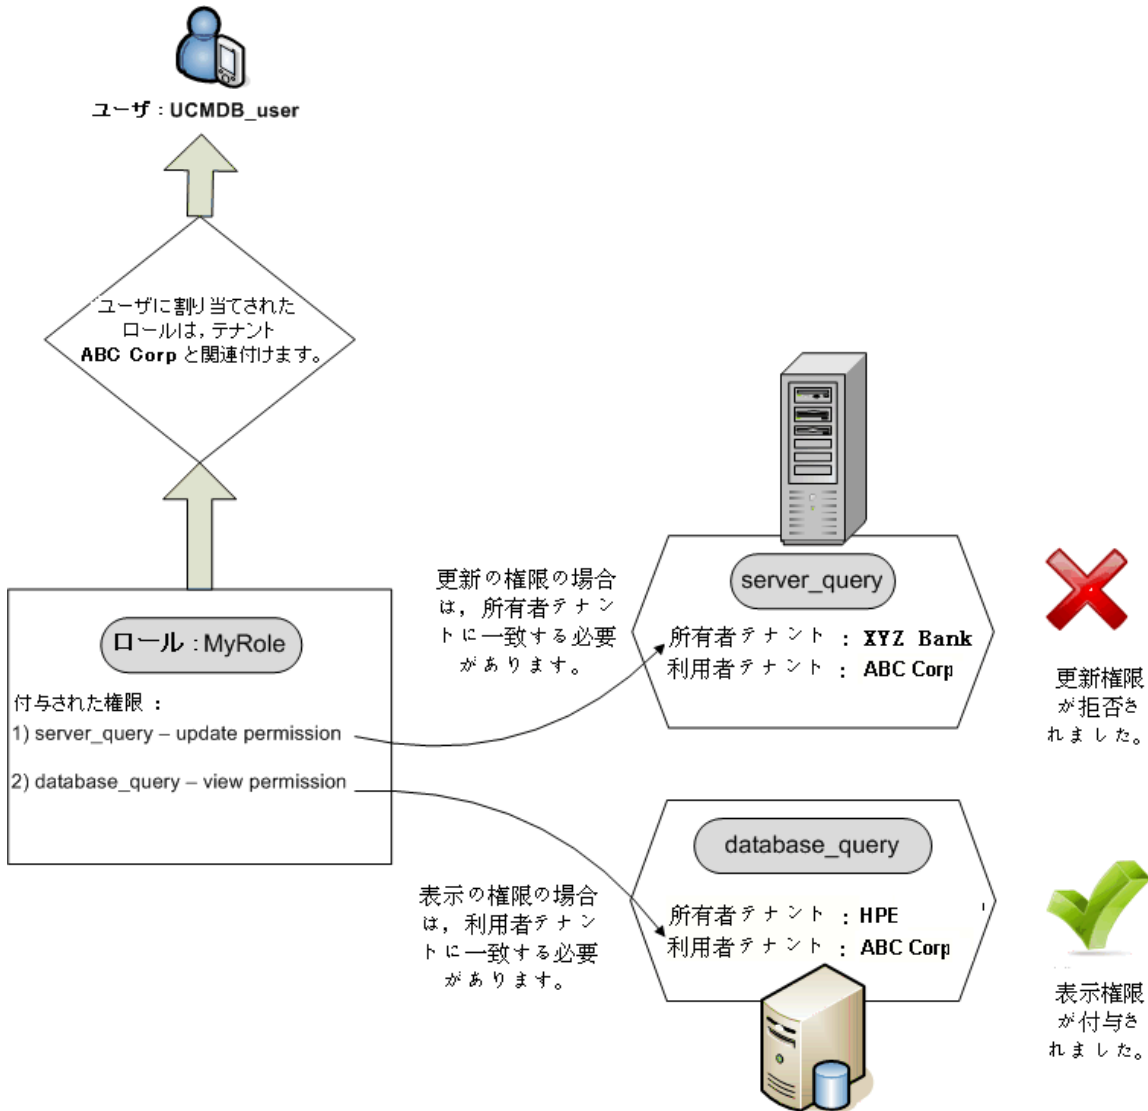 ユーザ : UCMDB_user
ユーザに割り当てされた
ロールは, テナント
ABC Corp と関連付けます。
ロール : MyRole
付与された権限 :
1) server_query – update permission
2) database_query – view permission
更新の権限の場合
は, 所有者テナン
トに一致する必要
があります。
server_query
所有者テナント : XYZ Bank
利用者テナント : ABC Corp
更新権限
が拒否さ
れました。
表示の権限の場合
は, 利用者テナン
トに一致する必要
があります。
database_query
所有者テナント : HPE
利用者テナント : ABC Corp
表示権限
が付与さ
れました。